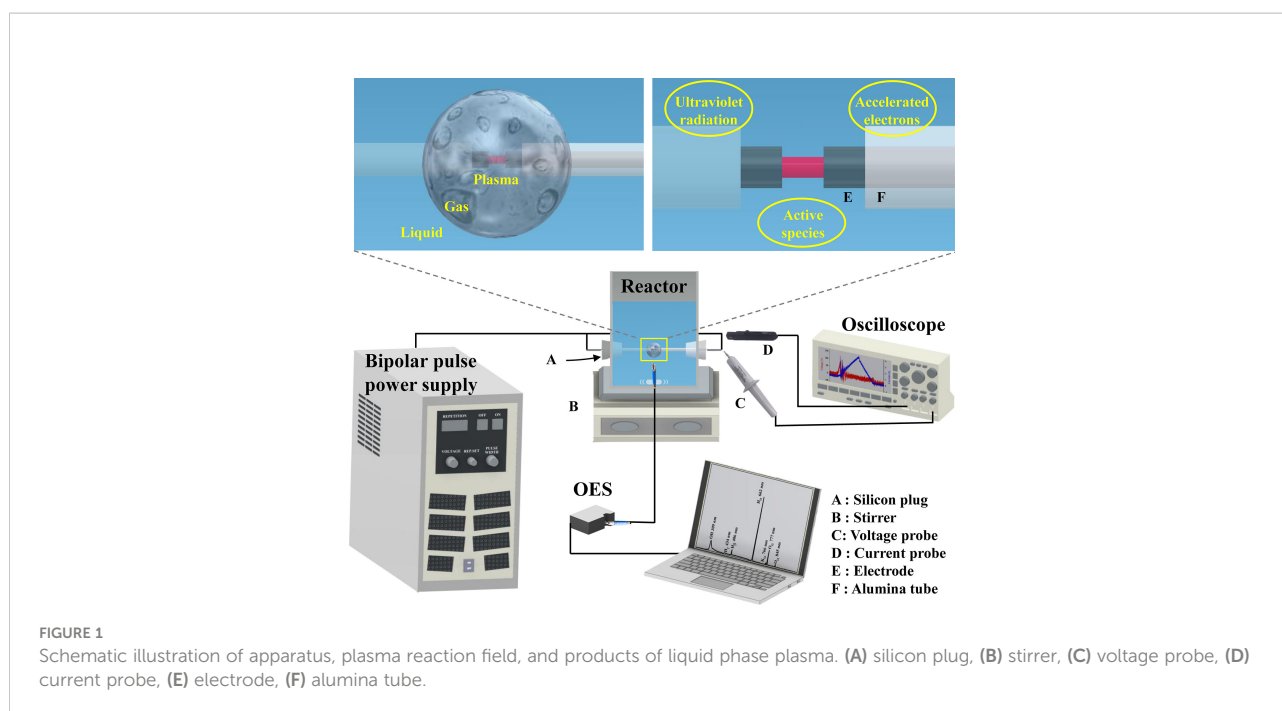 Ultraviolet
radiation
Accelerated
electrons
Plasma
Gas
Liquid
E
F
Active
species
Reactor
Oscilloscope
A
D
Bipolar pulse
power supply
B
C
REPETITION OFF ON
VOLTAGE
PULSE
WIDTH
OES
A : Silicon plug
B : Stirrer
C: Voltage probe
D : Current probe
E : Electrode
F : Alumina tube
FIGURE 1
Schematic illustration of apparatus, plasma reaction field, and products of liquid phase plasma. (A) silicon plug, (B) stirrer, (C) voltage probe, (D)
current probe, (E) electrode, (F) alumina tube.